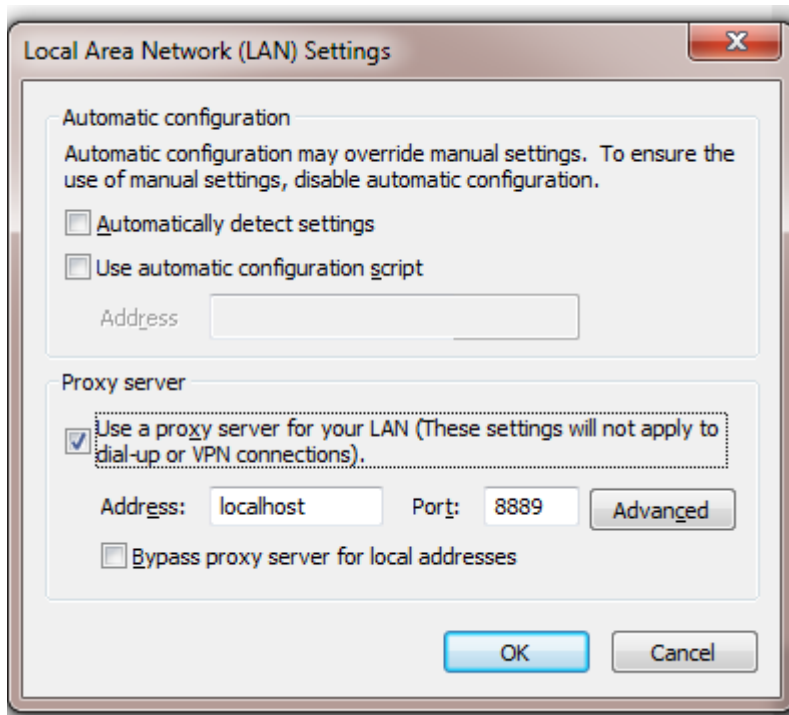 Local Area Network (LAN) Settings
Automatic configuration
Automatic configuration may override manual settings.  To ensure the
use of manual settings, disable automatic configuration.
Automatically detect settings
Use automatic configuration script
Address
Proxy server
Use a proxy server for your LAN (These settings will not apply to
dial-up or VPN connections).
Address: localhost Port: 8889 Advanced
Bypass proxy server for local addresses
OK Cancel